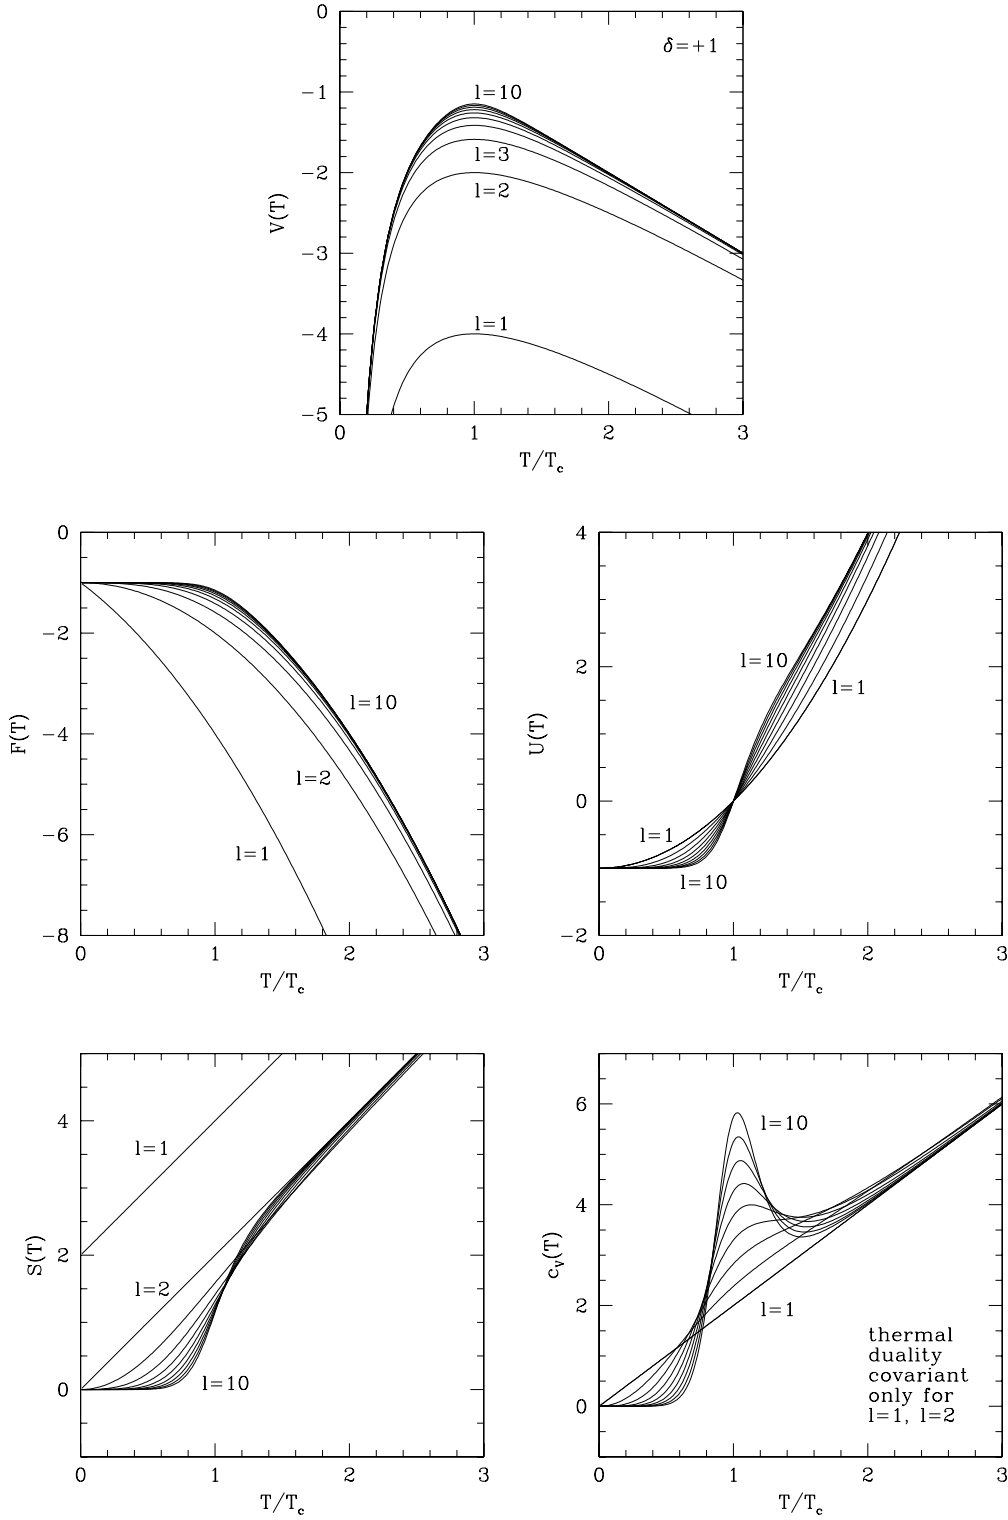 0
δ=+1
−1
l=10
l=3
−2
l=2
V(T)
−3
l=1
−4
−5
0 1 2 3
T/T_c
0
−2
l=10
−4
F(T)
l=2
−6
l=1
−8
0 1 2 3
T/T_c
4
l=10
2
l=1
U(T)
0
l=1
l=10
−2
0 1 2 3
T/T_c
4
l=1
2
S(T)
l=2
l=10
0
0 1 2 3
T/T_c
6
l=10
4
c_v(T)
2
l=1
thermal
duality
covariant
only for
l=1, l=2
0
0 1 2 3
T/T_c